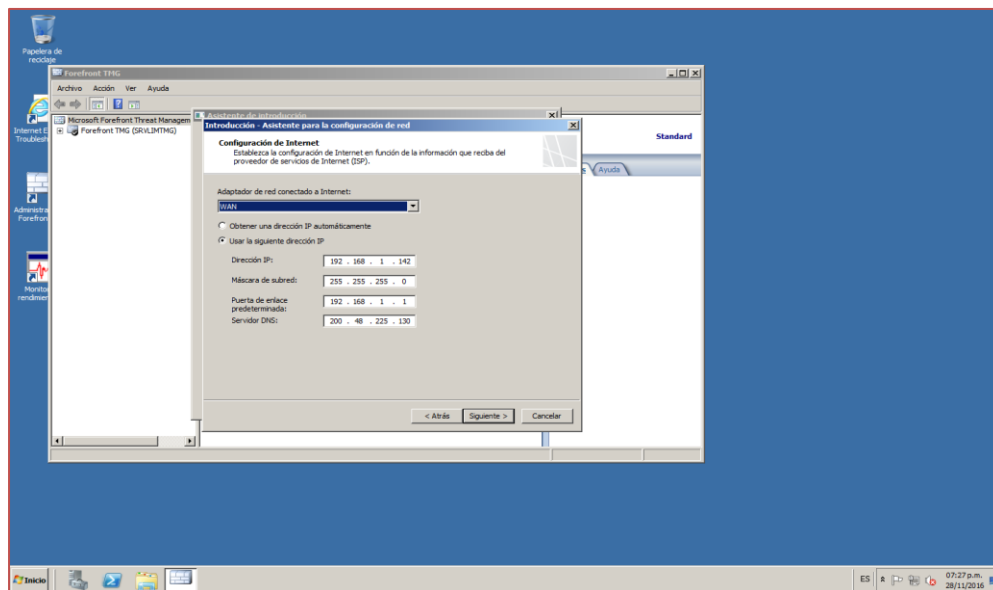 Papelera de
reciclaje
Forefront TMG
Archivo Acción Ver Ayuda
Microsoft Forefront Threat Managem
Forefront TMG (SRVLIMTMG)
Internet E
Troublesh
Administra
Forefron
Monito
rendimier
Asistente de introducción
Standard
Ayuda
Introducción - Asistente para la configuración de red
Configuración de Internet
Establezca la configuración de Internet en función de la información que reciba del
proveedor de servicios de Internet (ISP).
Adaptador de red conectado a Internet:
WAN
Obtener una dirección IP automáticamente
Usar la siguiente dirección IP
Dirección IP: 192 . 168 . 1 . 142
Máscara de subred: 255 . 255 . 255 . 0
Puerta de enlace
predeterminada: 192 . 168 . 1 . 1
Servidor DNS: 200 . 48 . 225 . 130
< Atrás Siguiente > Cancelar
Inicio
ES
07:27 p.m.
28/11/2016